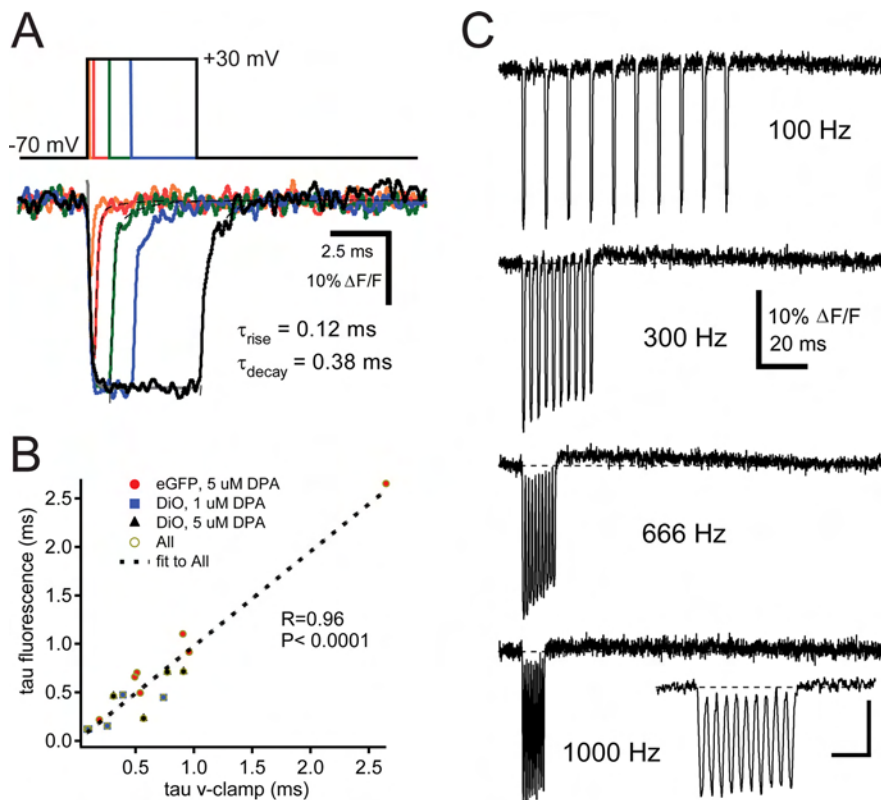 A
+30 mV
-70 mV
2.5 ms
10% ΔF/F
τrise = 0.12 ms
τdecay = 0.38 ms
B
eGFP, 5 uM DPA
DiO, 1 uM DPA
DiO, 5 uM DPA
All
fit to All
R=0.96
P< 0.0001
tau fluorescence (ms)
2.5
2.0
1.5
1.0
0.5
0.0
0.5 1.0 1.5 2.0 2.5
tau v-clamp (ms)
C
100 Hz
300 Hz
10% ΔF/F
20 ms
666 Hz
1000 Hz